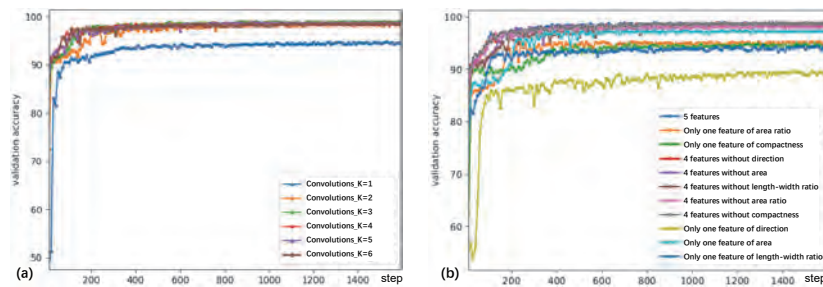 100
90
80
70
60
50
validation accuracy
200 400 600 800 1000 1200 1400 step
Convolutions_K=1
Convolutions_K=2
Convolutions_K=3
Convolutions_K=4
Convolutions_K=5
Convolutions_K=6
(a)
100
90
80
70
60
validation accuracy
200 400 600 800 1000 1200 1400 step
5 features
Only one feature of area ratio
Only one feature of compactness
4 features without direction
4 features without area
4 features without length-width ratio
4 features without area ratio
4 features without compactness
Only one feature of direction
Only one feature of area
Only one feature of length-width ratio
(b)